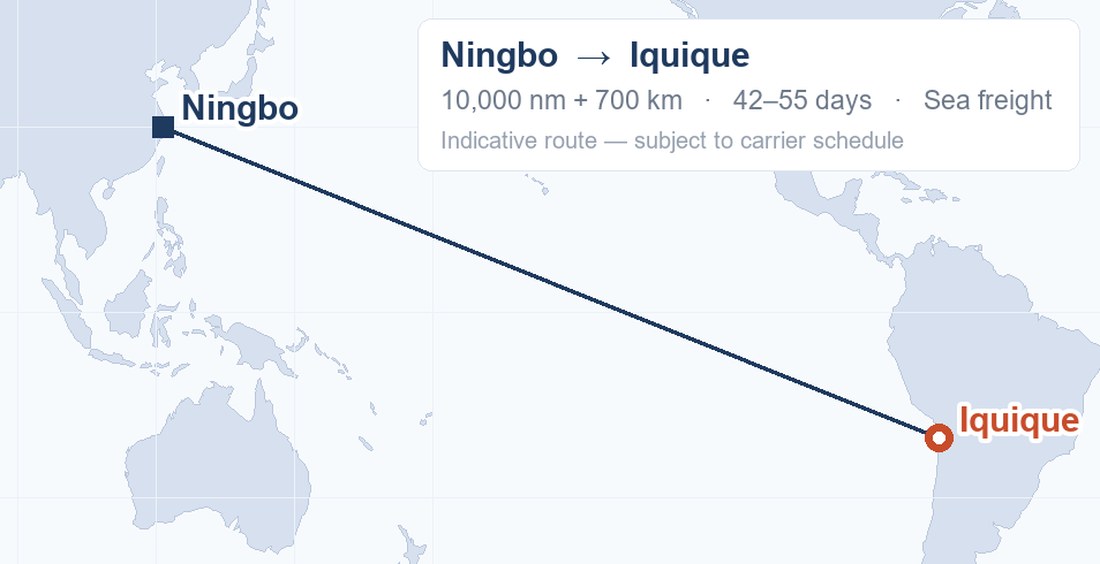 Ningbo → Iquique
10,000 nm + 700 km · 42–55 days · Sea freight
Indicative route — subject to carrier schedule
Ningbo
Iquique